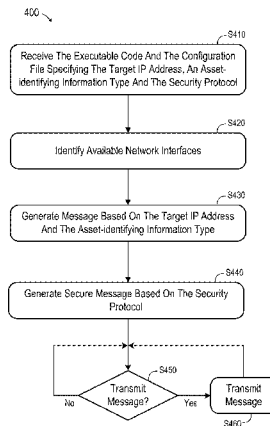 400
S410
Receive The Executable Code And The Configuration
File Specifying The Target IP Address, An Asset-
identifying Information Type And The Security Protocol
S420
Identify Available Network Interfaces
S430
Generate Message Based On The Target IP Address
And The Asset-identifying Information Type
S440
Generate Secure Message Based On The Security
Protocol
S450
Transmit
Message?
No
Yes
Transmit
Message
S460